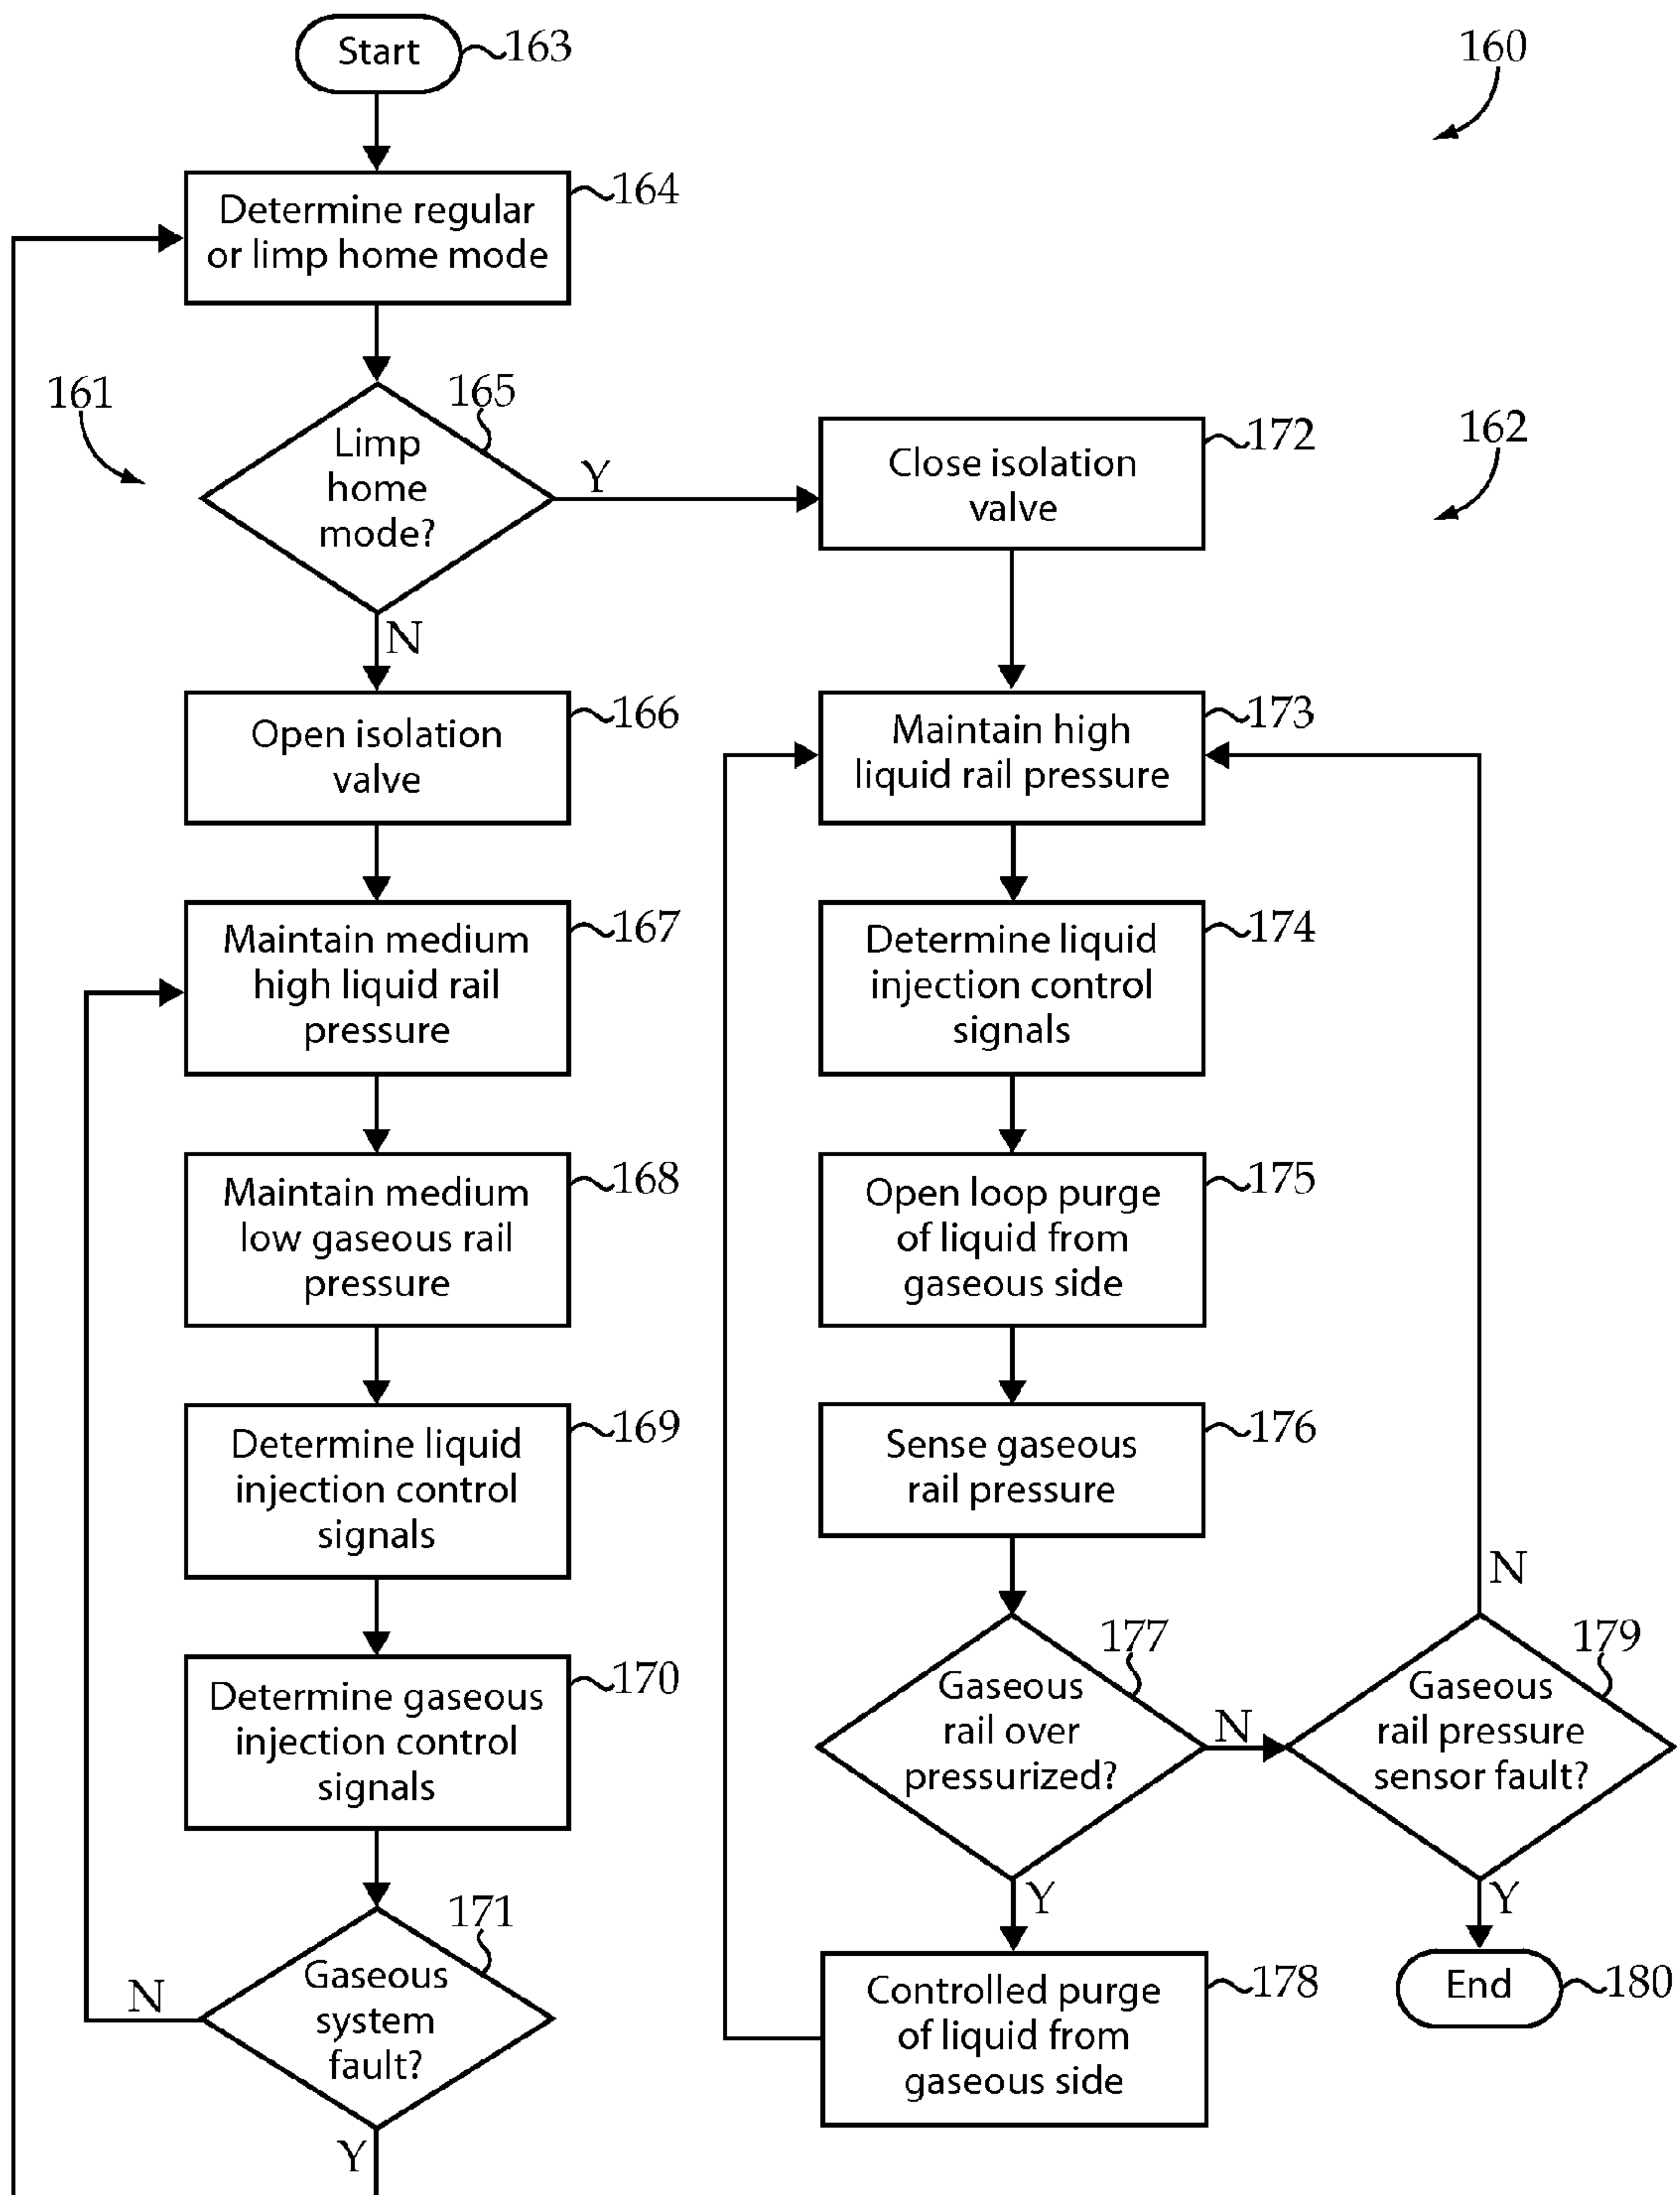 Start
163
160
Determine regular
or limp home mode
164
161
165
Limp
home
mode?
Y
N
Close isolation
valve
172
162
Open isolation
valve
166
Maintain high
liquid rail pressure
173
Maintain medium
high liquid rail
pressure
167
Determine liquid
injection control
signals
174
Maintain medium
low gaseous rail
pressure
168
Open loop purge
of liquid from
gaseous side
175
Determine liquid
injection control
signals
169
Sense gaseous
rail pressure
176
Determine gaseous
injection control
signals
170
177
Gaseous
rail over
pressurized?
N
Y
N
179
Gaseous
rail pressure
sensor fault?
Y
171
Gaseous
system
fault?
N
Y
Controlled purge
of liquid from
gaseous side
178
End
180